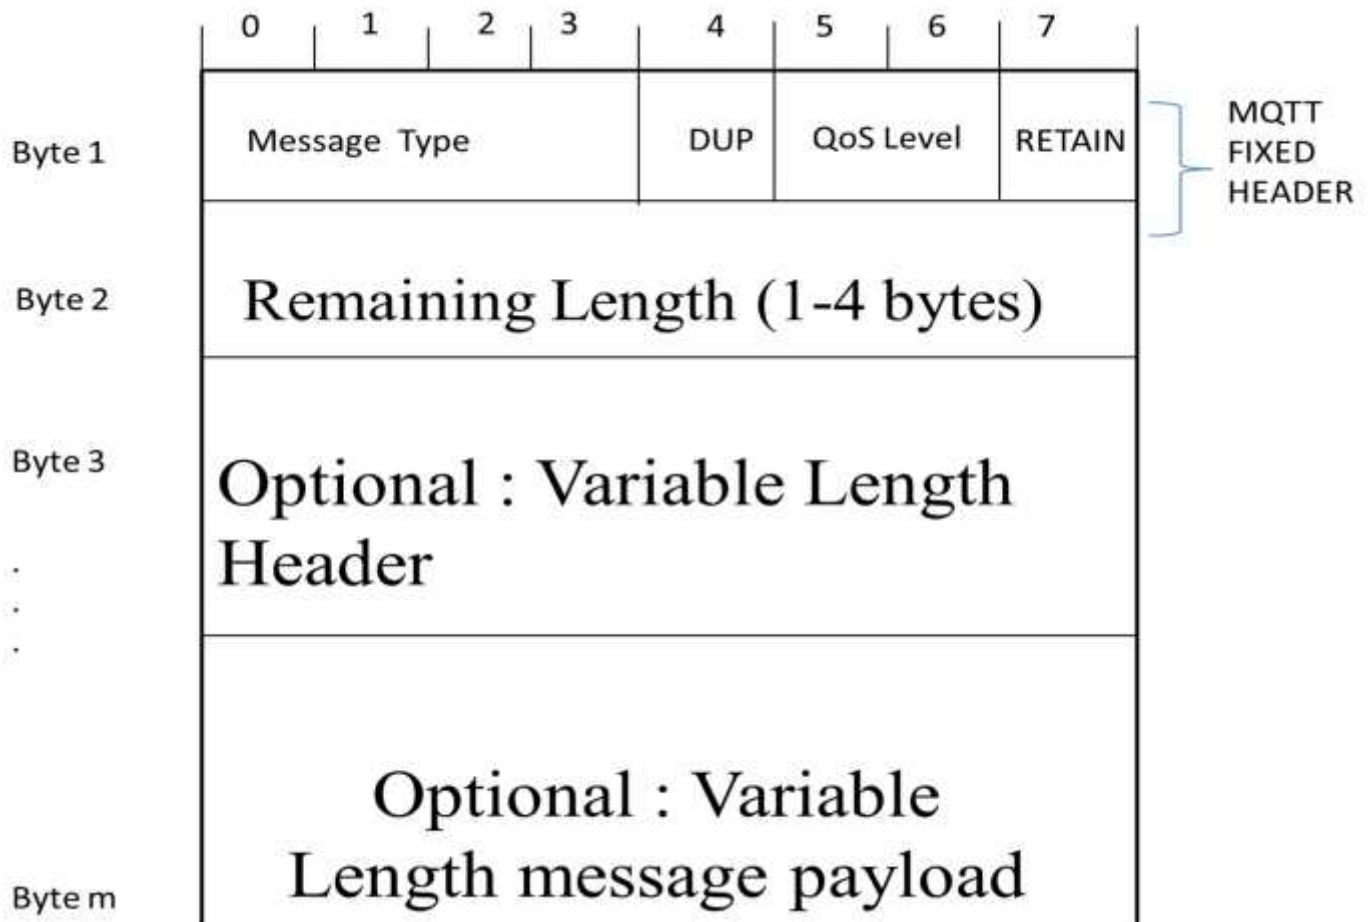 0 1 2 3 4 5 6 7
Byte 1 Message Type DUP QoS Level RETAIN
MQTT
FIXED
HEADER
Byte 2 Remaining Length (1-4 bytes)
Byte 3 Optional : Variable Length
Header
.
.
.
Optional : Variable
Length message payload
Byte m